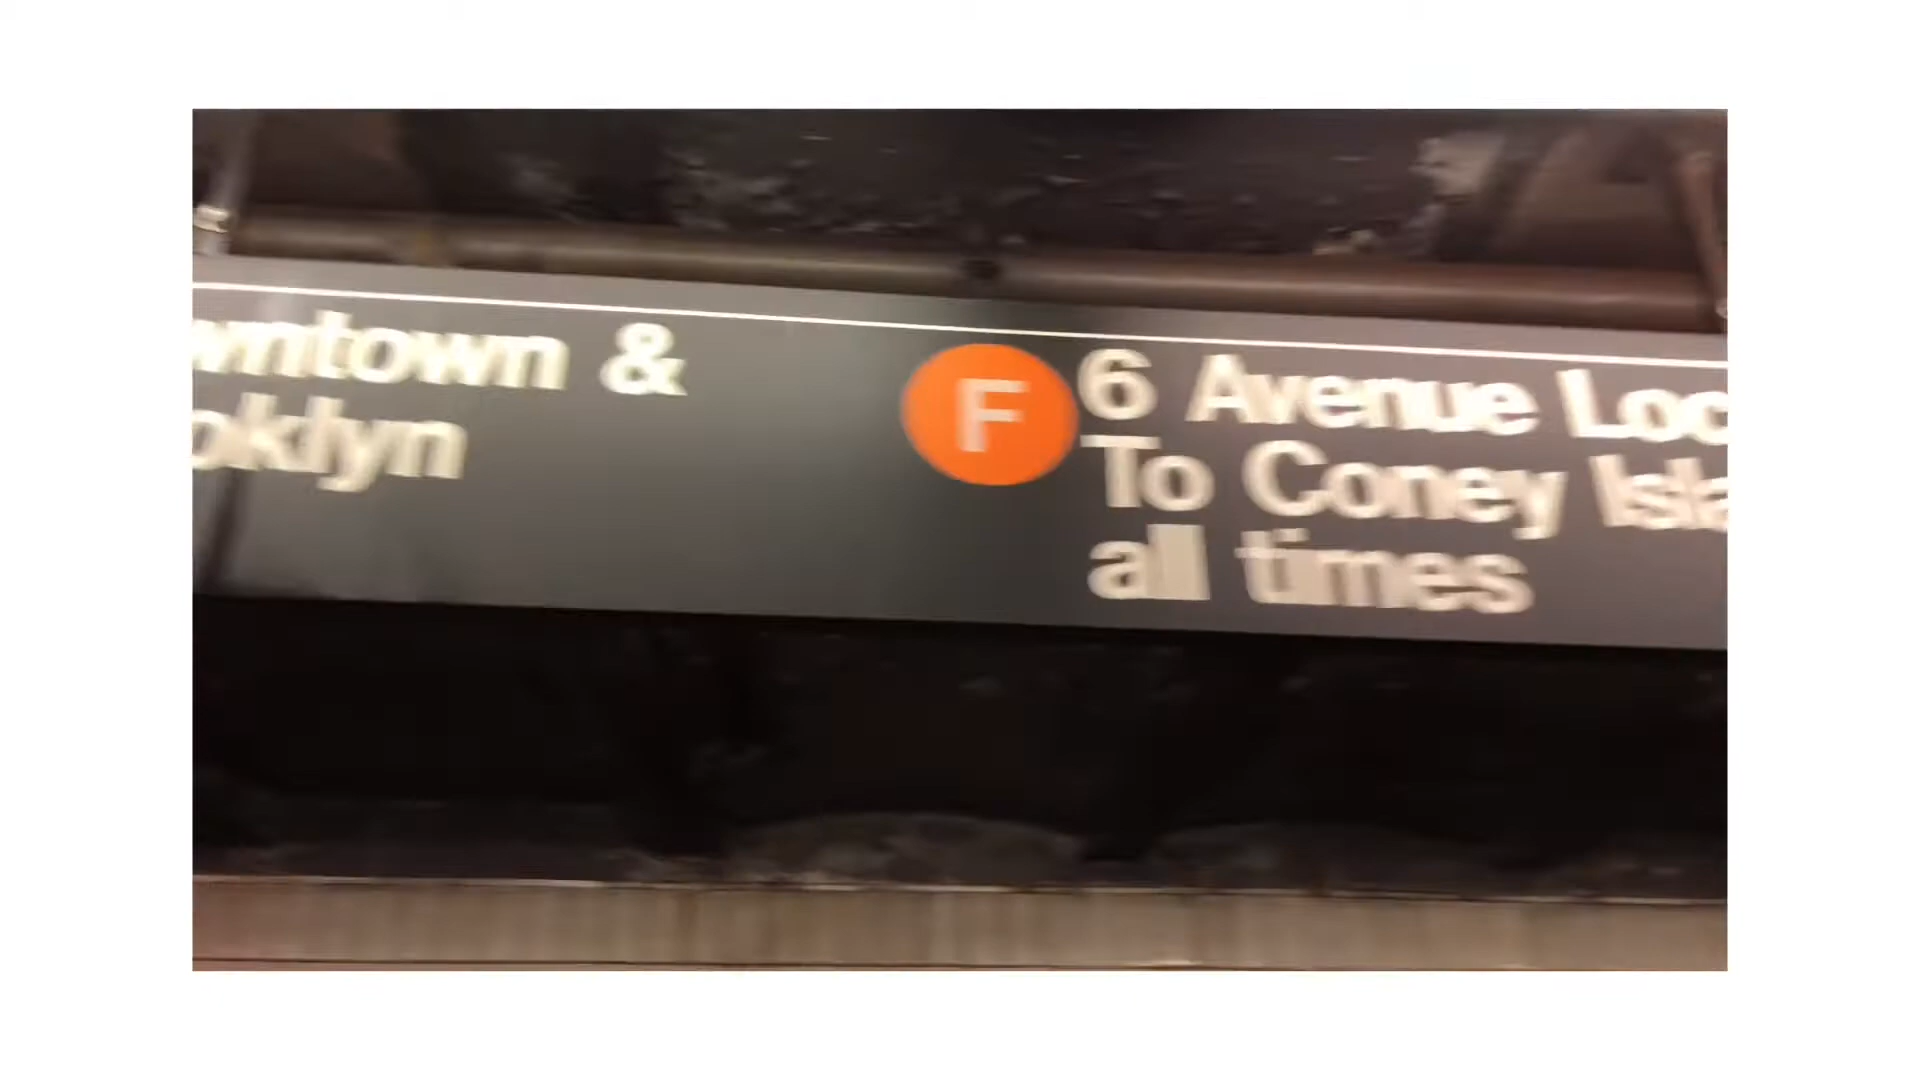 wntown &
oklyn
F
6 Avenue Loc
To Coney Isla
all times